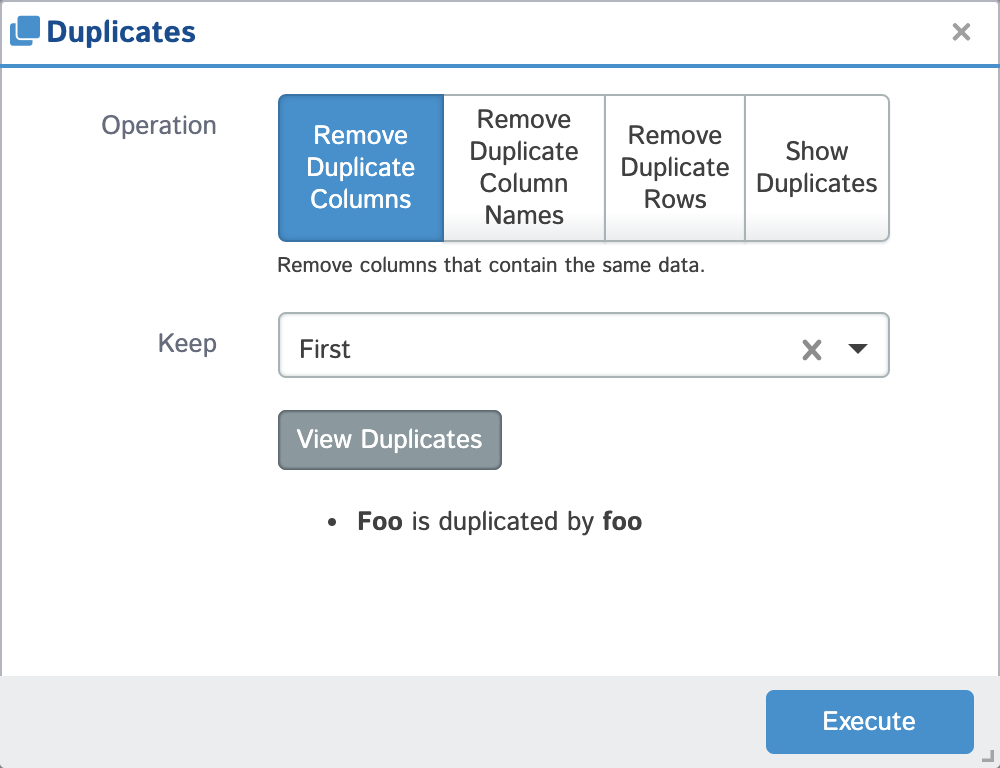 Duplicates
Operation
Remove
Duplicate
Columns
Remove
Duplicate
Column
Names
Remove
Duplicate
Rows
Show
Duplicates
Remove columns that contain the same data.
Keep
First
View Duplicates
• Foo is duplicated by foo
Execute